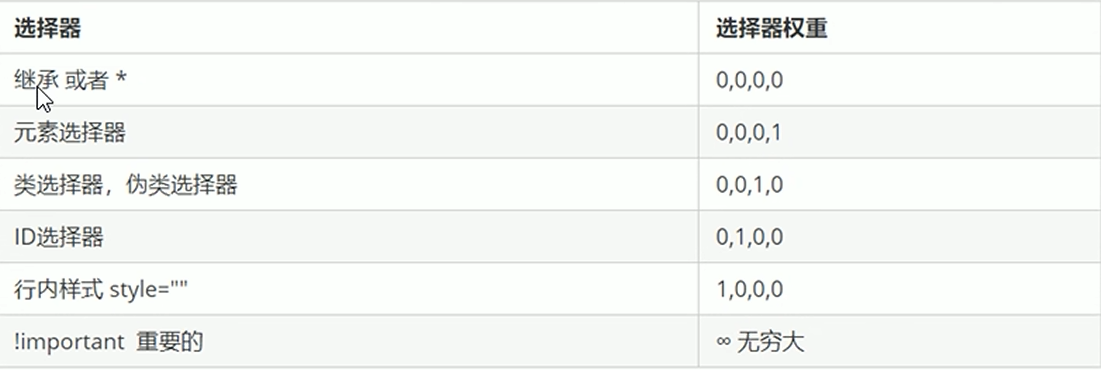 选择器 选择器权重
继承 或者 * 0,0,0,0
元素选择器 0,0,0,1
类选择器，伪类选择器 0,0,1,0
ID选择器 0,1,0,0
行内样式 style="" 1,0,0,0
!important 重要的 ∞ 无穷大